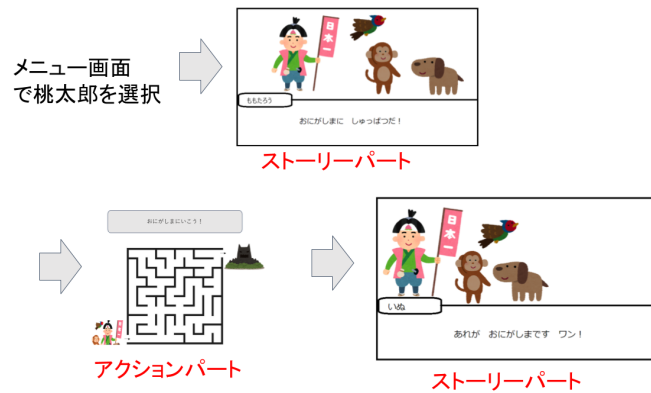 メニュー画面
で桃太郎を選択
日本一
ももたろう
おにがしまに しゅっぱつだ！
ストーリーパート
おにがしまにいこう！
アクションパート
日本一
いぬ
あれが おにがしまです ワン！
ストーリーパート